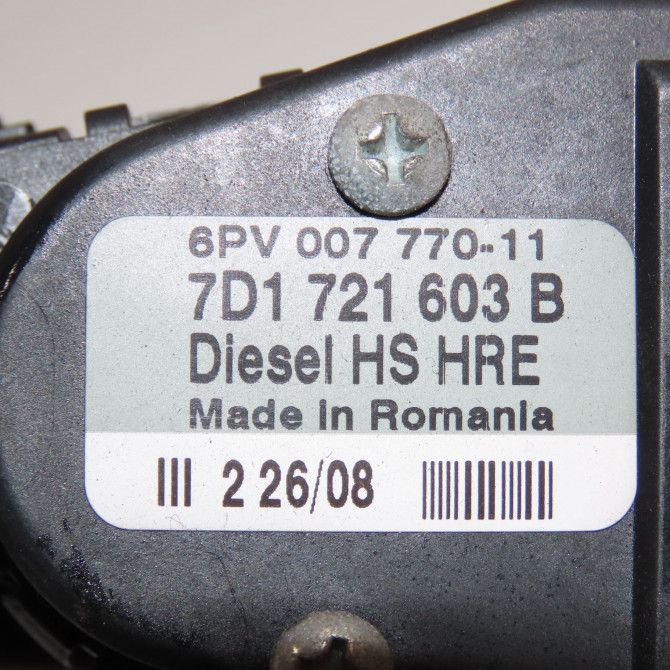 6PV 007 770-11
7D1 721 603 B
Diesel HS HRE
Made in Romania
III 2 26/08